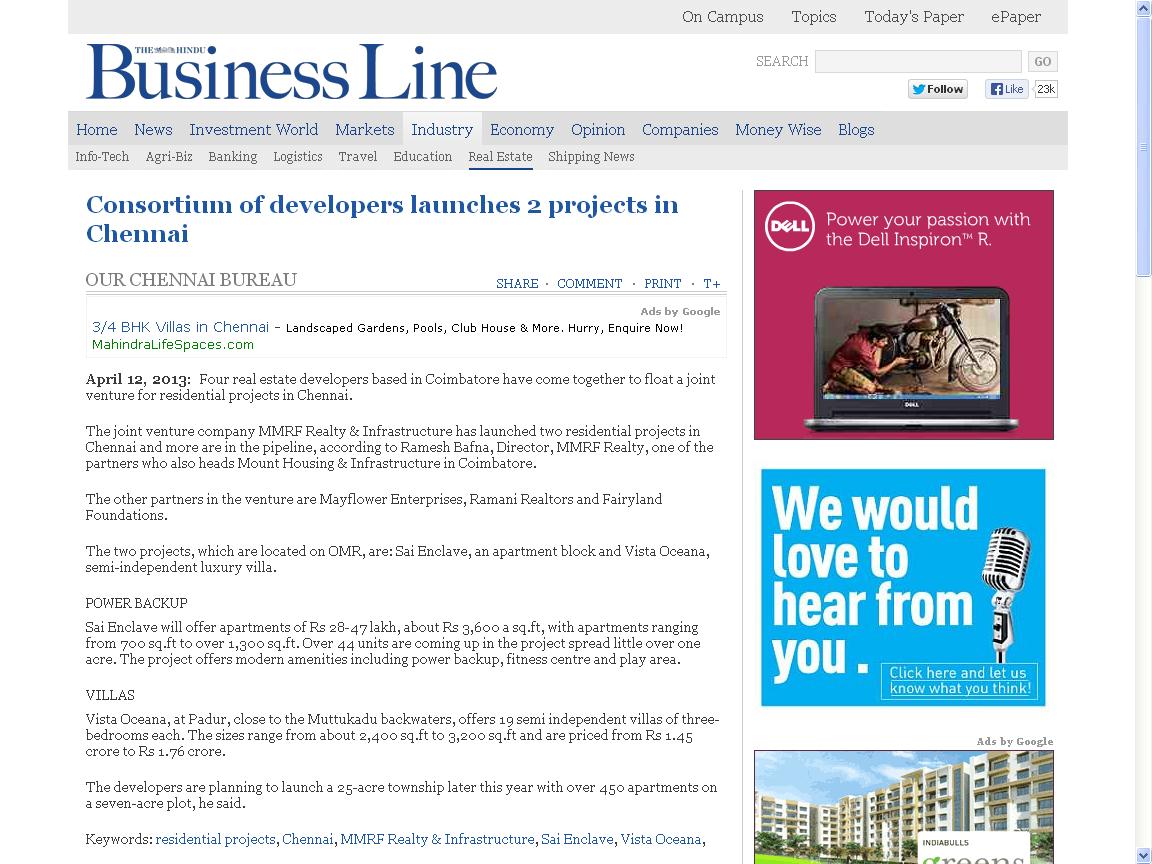 On Campus Topics Today's Paper ePaper
THE HINDU
Business Line
SEARCH GO
Follow Like 23k
Home News Investment World Markets Industry Economy Opinion Companies Money Wise Blogs
Info-Tech Agri-Biz Banking Logistics Travel Education Real Estate Shipping News
Consortium of developers launches 2 projects in
Chennai
OUR CHENNAI BUREAU
SHARE · COMMENT · PRINT · T+
Ads by Google
3/4 BHK Villas in Chennai - Landscaped Gardens, Pools, Club House & More. Hurry, Enquire Now!
MahindraLifeSpaces.com
April 12, 2013: Four real estate developers based in Coimbatore have come together to float a joint
venture for residential projects in Chennai.
The joint venture company MMRF Realty & Infrastructure has launched two residential projects in
Chennai and more are in the pipeline, according to Ramesh Bafna, Director, MMRF Realty, one of the
partners who also heads Mount Housing & Infrastructure in Coimbatore.
The other partners in the venture are Mayflower Enterprises, Ramani Realtors and Fairyland
Foundations.
The two projects, which are located on OMR, are: Sai Enclave, an apartment block and Vista Oceana,
semi-independent luxury villa.
POWER BACKUP
Sai Enclave will offer apartments of Rs 28-47 lakh, about Rs 3,600 a sq.ft, with apartments ranging
from 700 sq.ft to over 1,300 sq.ft. Over 44 units are coming up in the project spread little over one
acre. The project offers modern amenities including power backup, fitness centre and play area.
VILLAS
Vista Oceana, at Padur, close to the Muttukadu backwaters, offers 19 semi independent villas of three-
bedrooms each. The sizes range from about 2,400 sq.ft to 3,200 sq.ft and are priced from Rs 1.45
crore to Rs 1.76 crore.
The developers are planning to launch a 25-acre township later this year with over 450 apartments on
a seven-acre plot, he said.
Keywords: residential projects, Chennai, MMRF Realty & Infrastructure, Sai Enclave, Vista Oceana,
DELL
Power your passion with
the Dell Inspiron™ R.
DELL
We would
love to
hear from
you .
Click here and let us
know what you think!
Ads by Google
INDIABULLS
greens